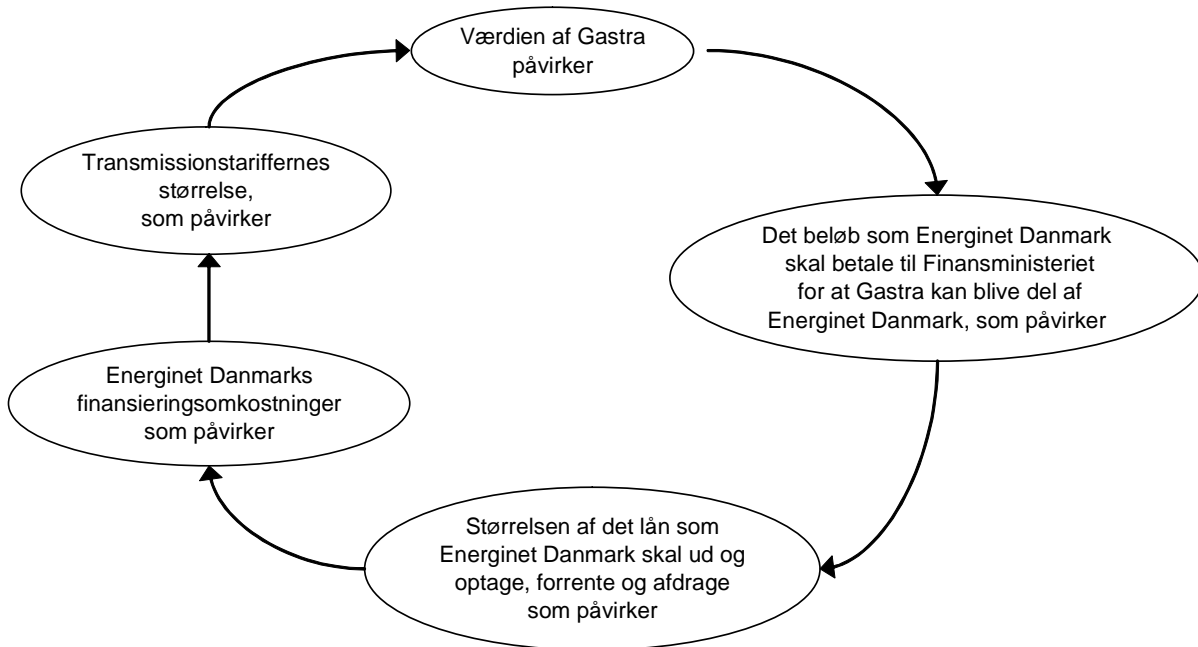 Værdien af Gastra
påvirker
Det beløb som Energinet Danmark
skal betale til Finansministeriet
for at Gastra kan blive del af
Energinet Danmark, som påvirker
Størrelsen af det lån som
Energinet Danmark skal ud og
optage, forrente og afdrage
som påvirker
Energinet Danmarks
finansieringsomkostninger
som påvirker
Transmissionstariffernes
størrelse,
som påvirker